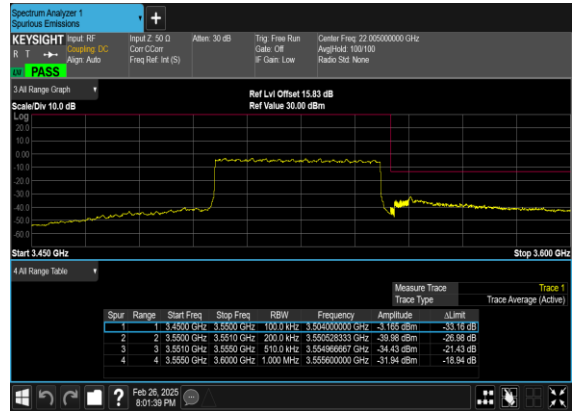 Spectrum Analyzer 1
Spurious Emissions
KEYSIGHT Input: RF Input Z: 50 Ω Atten: 30 dB Trig: Free Run Center Freq: 22.005000000 GHz
R T Coupling: DC Corr CCorr Gate: Off Avg|Hold: 100/100
Align: Auto Freq Ref: Int (S) IF Gain: Low Radio Std: None
LXI PASS
3 All Range Graph
Ref Lvl Offset 15.83 dB
Scale/Div 10.0 dB Ref Value 30.00 dBm
Log
20.0
10.0
0.00
-10.0
-20.0
-30.0
-40.0
-50.0
-60.0
Start 3.450 GHz Stop 3.600 GHz
4 All Range Table
Measure Trace Trace 1
Trace Type Trace Average (Active)
Spur Range Start Freq Stop Freq RBW Frequency Amplitude ΔLimit
1 1 3.4500 GHz 3.5500 GHz 100.0 kHz 3.504000000 GHz -3.165 dBm -33.16 dB
2 2 3.5500 GHz 3.5510 GHz 200.0 kHz 3.550528333 GHz -39.98 dBm -26.98 dB
3 3 3.5510 GHz 3.5550 GHz 510.0 kHz 3.554966667 GHz -34.43 dBm -21.43 dB
4 4 3.5550 GHz 3.6000 GHz 1.000 MHz 3.555600000 GHz -31.94 dBm -18.94 dB
Feb 26, 2025
8:01:39 PM